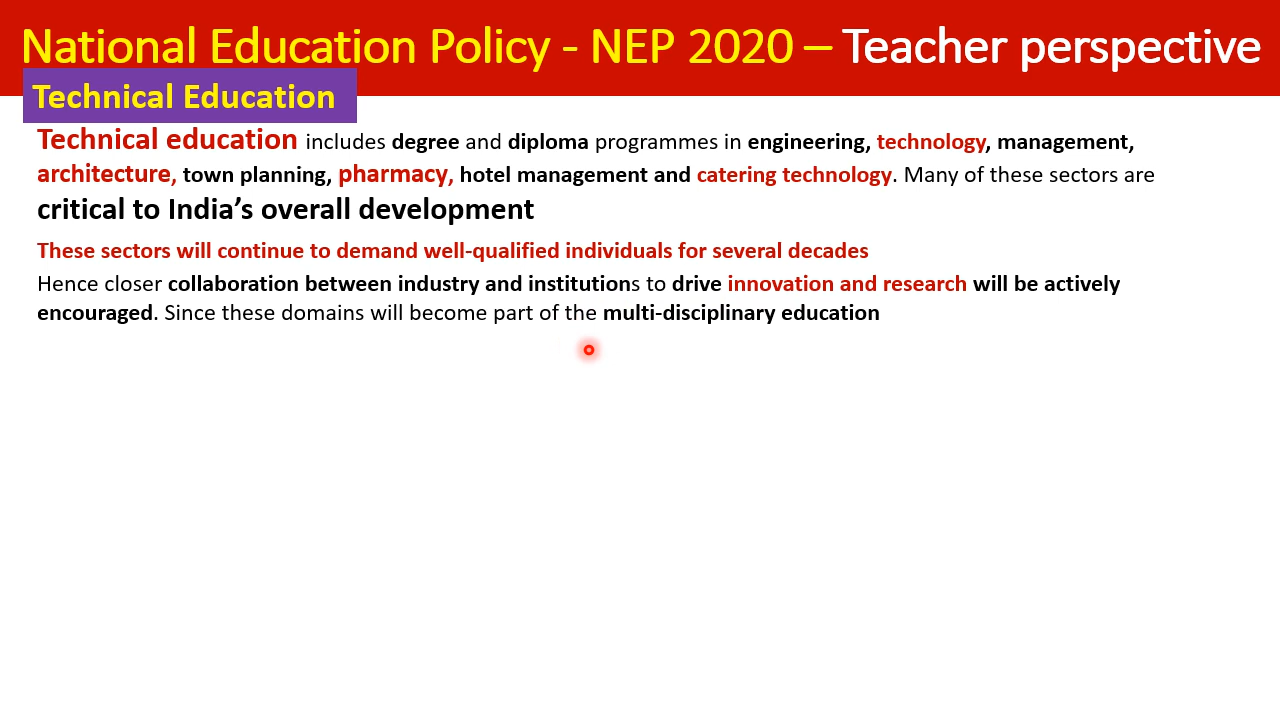 National Education Policy - NEP 2020 – Teacher perspective
Technical Education
Technical education includes degree and diploma programmes in engineering, technology, management,
architecture, town planning, pharmacy, hotel management and catering technology. Many of these sectors are
critical to India’s overall development
These sectors will continue to demand well-qualified individuals for several decades
Hence closer collaboration between industry and institutions to drive innovation and research will be actively
encouraged. Since these domains will become part of the multi-disciplinary education